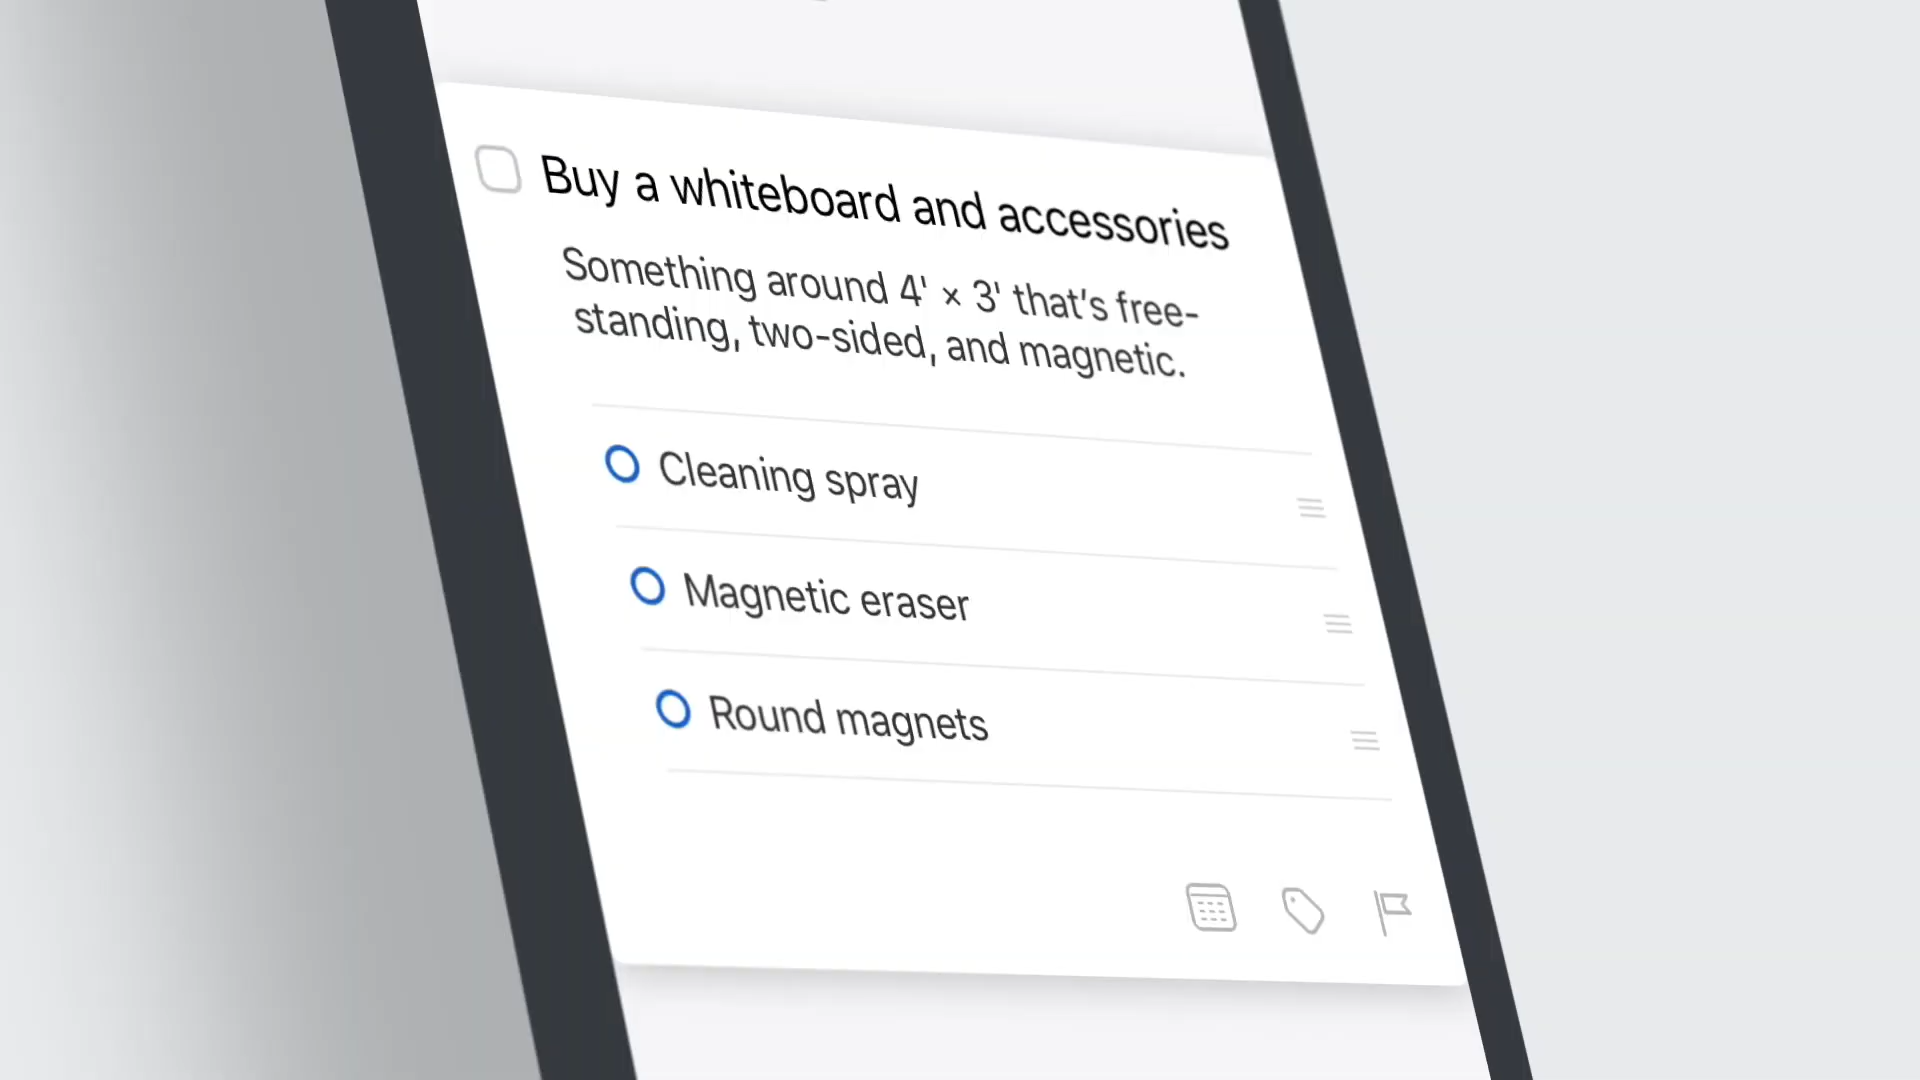 Buy a whiteboard and accessories
Something around 4' × 3' that’s free-
standing, two-sided, and magnetic.
Cleaning spray
Magnetic eraser
Round magnets